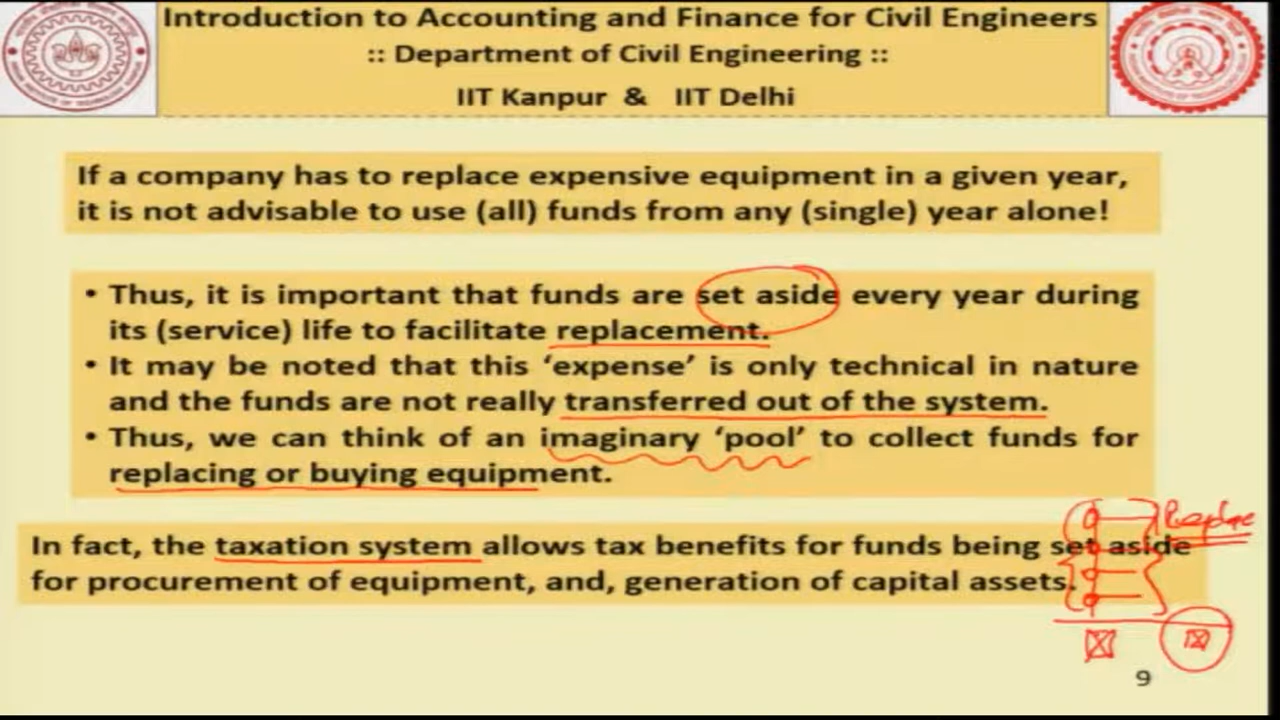 Introduction to Accounting and Finance for Civil Engineers
:: Department of Civil Engineering ::
IIT Kanpur & IIT Delhi
If a company has to replace expensive equipment in a given year,
it is not advisable to use (all) funds from any (single) year alone!
• Thus, it is important that funds are set aside every year during
its (service) life to facilitate replacement.
• It may be noted that this ‘expense’ is only technical in nature
and the funds are not really transferred out of the system.
• Thus, we can think of an imaginary ‘pool’ to collect funds for
replacing or buying equipment.
Replace
In fact, the taxation system allows tax benefits for funds being set aside
for procurement of equipment, and, generation of capital assets.
9